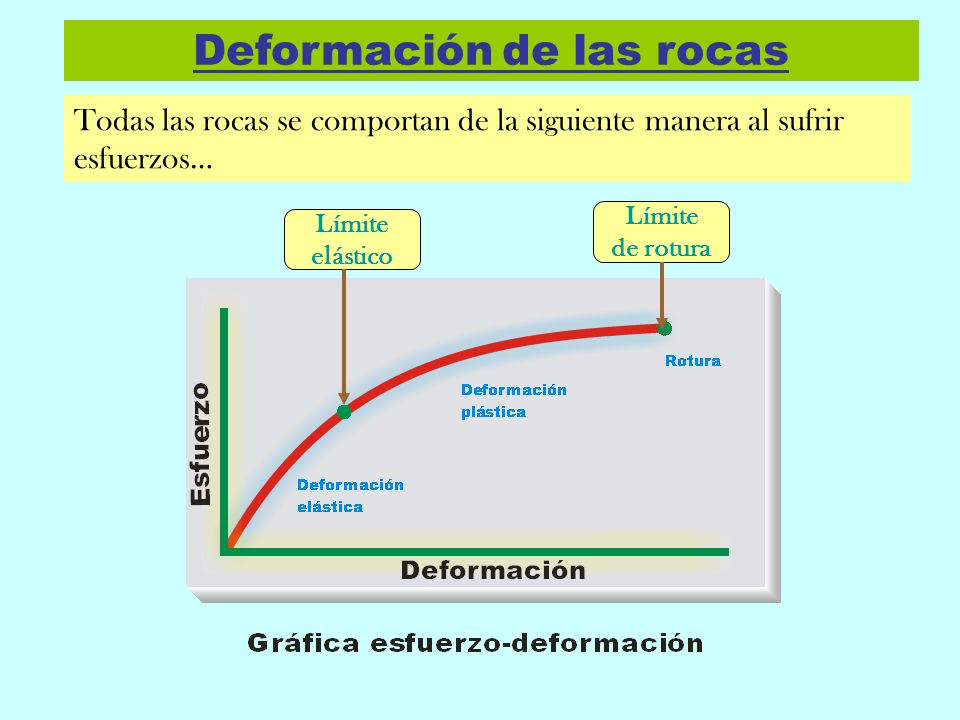 Deformación de las rocas
Todas las rocas se comportan de la siguiente manera al sufrir
esfuerzos...
Límite
elástico
Límite
de rotura
Rotura
Deformación
plástica
Esfuerzo
Deformación
elástica
Deformación
Gráfica esfuerzo-deformación